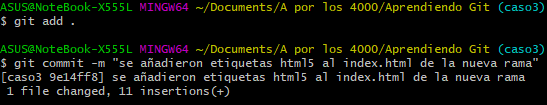 ASUS@NoteBook-X555L MINGW64 ~/Documents/A por los 4000/Aprendiendo Git (caso3)
$ git add .
ASUS@NoteBook-X555L MINGW64 ~/Documents/A por los 4000/Aprendiendo Git (caso3)
$ git commit -m "se añadieron etiquetas html5 al index.html de la nueva rama"
[caso3 9e14ff8] se añadieron etiquetas html5 al index.html de la nueva rama
1 file changed, 11 insertions(+)